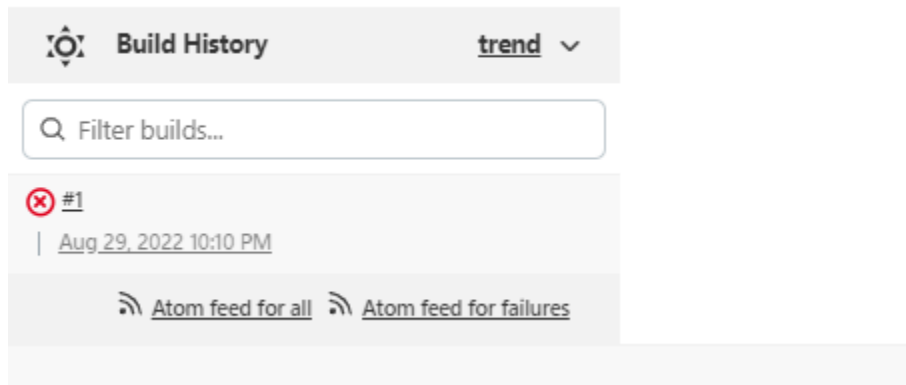 Build History trend
Filter builds...
#1
Aug 29, 2022 10:10 PM
Atom feed for all Atom feed for failures